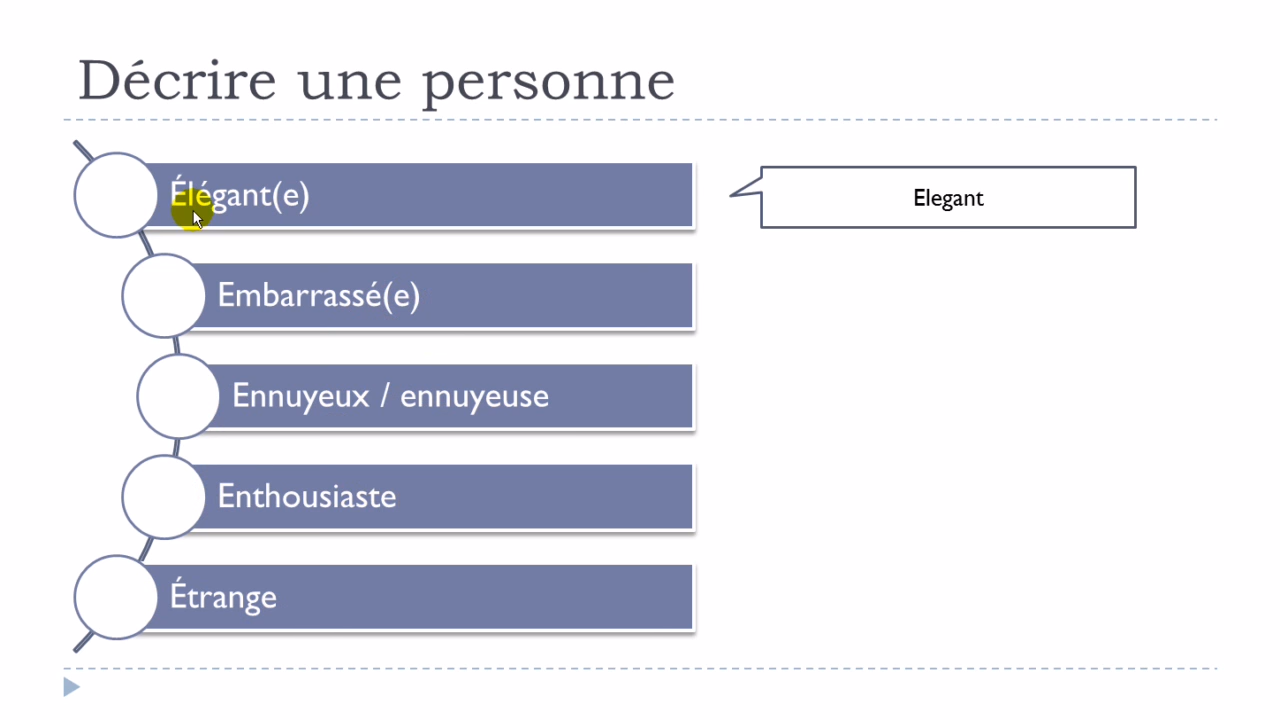 Décrire une personne
Élégant(e)
Elegant
Embarrassé(e)
Ennuyeux / ennuyeuse
Enthousiaste
Étrange